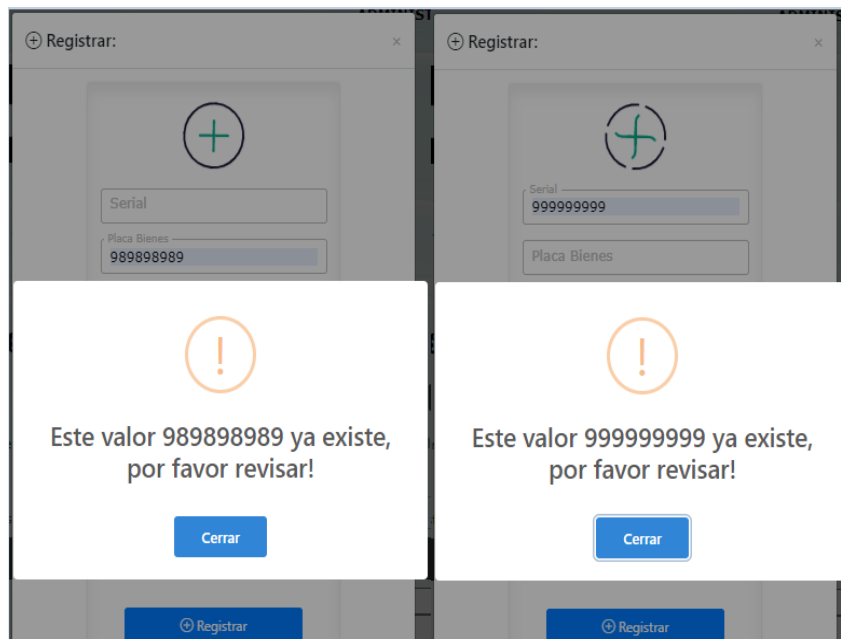 ADMINIST
Registrar:
×
Serial
Placa Bienes
989898989
Este valor 989898989 ya existe,
por favor revisar!
Cerrar
Registrar
Registrar:
×
Serial
999999999
Placa Bienes
Este valor 999999999 ya existe,
por favor revisar!
Cerrar
Registrar